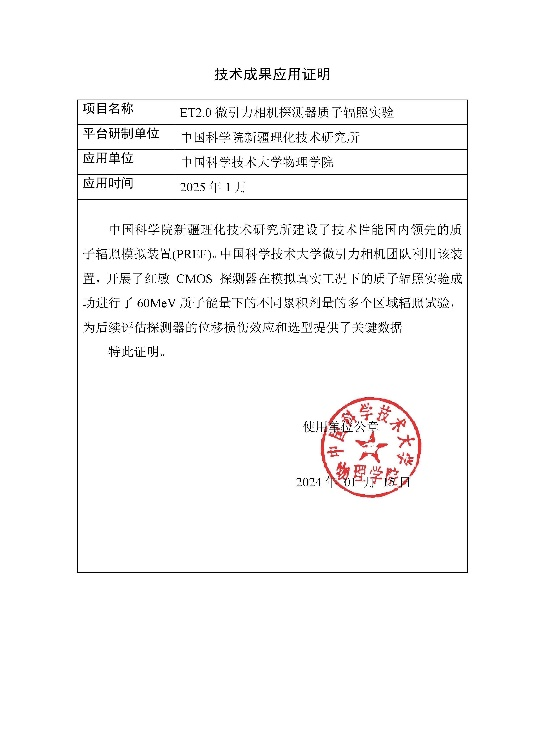 技术成果应用证明
项目名称 ET2.0 微引力相机探测器质子辐照实验
平台研制单位 中国科学院新疆理化技术研究所
应用单位 中国科学技术大学物理学院
应用时间 2025 年 1 月
中国科学院新疆理化技术研究所建设了技术性能国内领先的质
子辐照模拟装置(PREF)。中国科学技术大学微引力相机团队利用该装
置，开展了红敏 CMOS 探测器在模拟真实工况下的质子辐照实验成
功进行了 60MeV 质子能量下的不同累积剂量的多个区域辐照试验，
为后续评估探测器的位移损伤效应和选型提供了关键数据
特此证明。
使用单位公章
中国科学技术大学
物理学院
2024 年 01 月 日